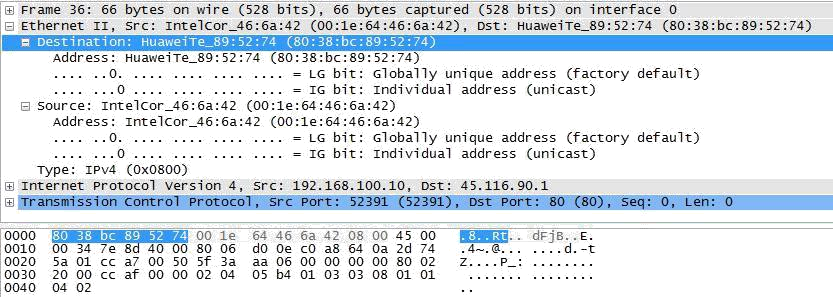 Frame 36: 66 bytes on wire (528 bits), 66 bytes captured (528 bits) on interface 0
Ethernet II, Src: IntelCor_46:6a:42 (00:1e:64:46:6a:42), Dst: HuaweiTe_89:52:74 (80:38:bc:89:52:74)
Destination: HuaweiTe_89:52:74 (80:38:bc:89:52:74)
Address: HuaweiTe_89:52:74 (80:38:bc:89:52:74)
.... ..0. .... .... .... .... = LG bit: Globally unique address (factory default)
.... ...0 .... .... .... .... = IG bit: Individual address (unicast)
Source: IntelCor_46:6a:42 (00:1e:64:46:6a:42)
Address: IntelCor_46:6a:42 (00:1e:64:46:6a:42)
.... ..0. .... .... .... .... = LG bit: Globally unique address (factory default)
.... ...0 .... .... .... .... = IG bit: Individual address (unicast)
Type: IPv4 (0x0800)
Internet Protocol Version 4, Src: 192.168.100.10, Dst: 45.116.90.1
Transmission Control Protocol, Src Port: 52391 (52391), Dst Port: 80 (80), Seq: 0, Len: 0
0000 80 38 bc 89 52 74 00 1e 64 46 6a 42 08 00 45 00 .8..Rt.. dFjB..E.
0010 00 34 7e 8d 40 00 80 06 d0 0e c0 a8 64 0a 2d 74 .4~.@... ....d.-t
0020 5a 01 cc a7 00 50 5f 3a aa 06 00 00 00 00 80 02 Z....P_: ........
0030 20 00 cc af 00 00 02 04 05 b4 01 03 03 08 01 01 ....... ........
0040 04 02 ..